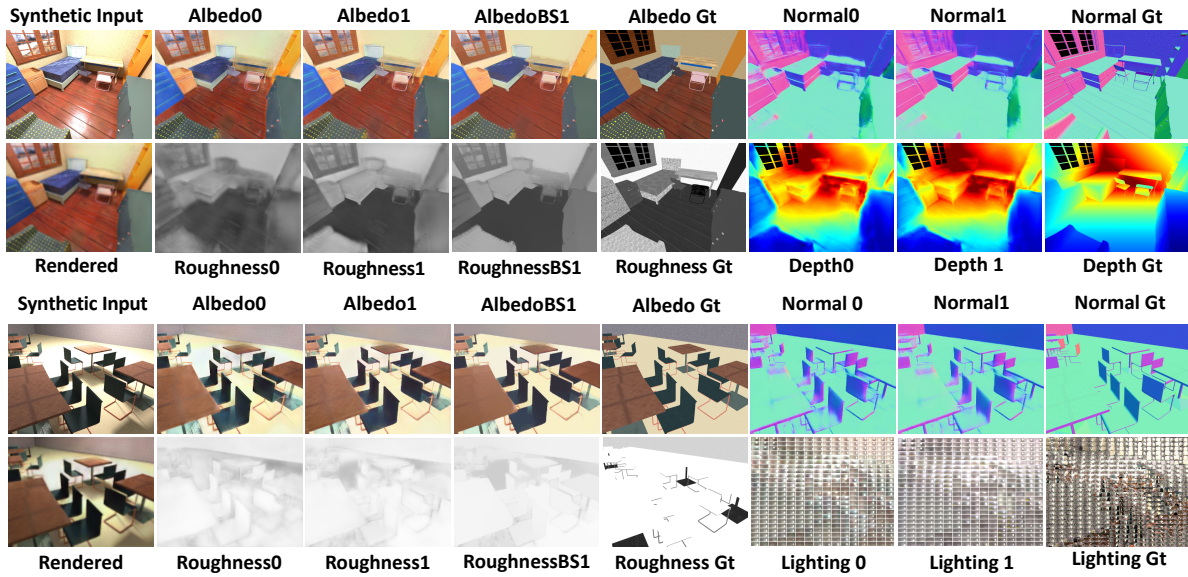 Synthetic Input Albedo0 Albedo1 AlbedoBS1 Albedo Gt Normal0 Normal1 Normal Gt
Rendered Roughness0 Roughness1 RoughnessBS1 Roughness Gt Depth0 Depth 1 Depth Gt
Synthetic Input Albedo0 Albedo1 AlbedoBS1 Albedo Gt Normal 0 Normal1 Normal Gt
Rendered Roughness0 Roughness1 RoughnessBS1 Roughness Gt Lighting 0 Lighting 1 Lighting Gt